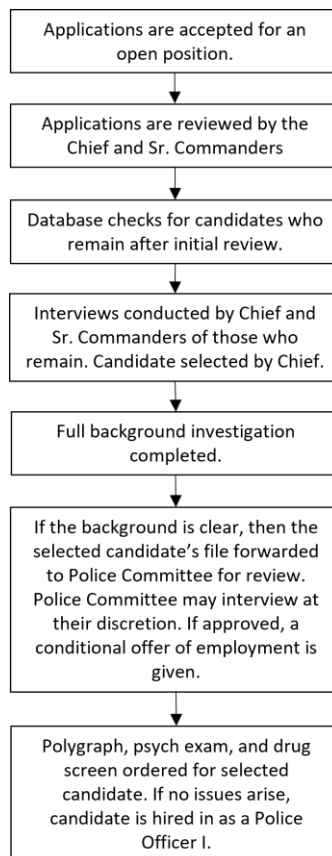 Applications are accepted for an
open position.
Applications are reviewed by the
Chief and Sr. Commanders
Database checks for candidates who
remain after initial review.
Interviews conducted by Chief and
Sr. Commanders of those who
remain. Candidate selected by Chief.
Full background investigation
completed.
If the background is clear, then the
selected candidate’s file forwarded
to Police Committee for review.
Police Committee may interview at
their discretion. If approved, a
conditional offer of employment is
given.
Polygraph, psych exam, and drug
screen ordered for selected
candidate. If no issues arise,
candidate is hired in as a Police
Officer I.